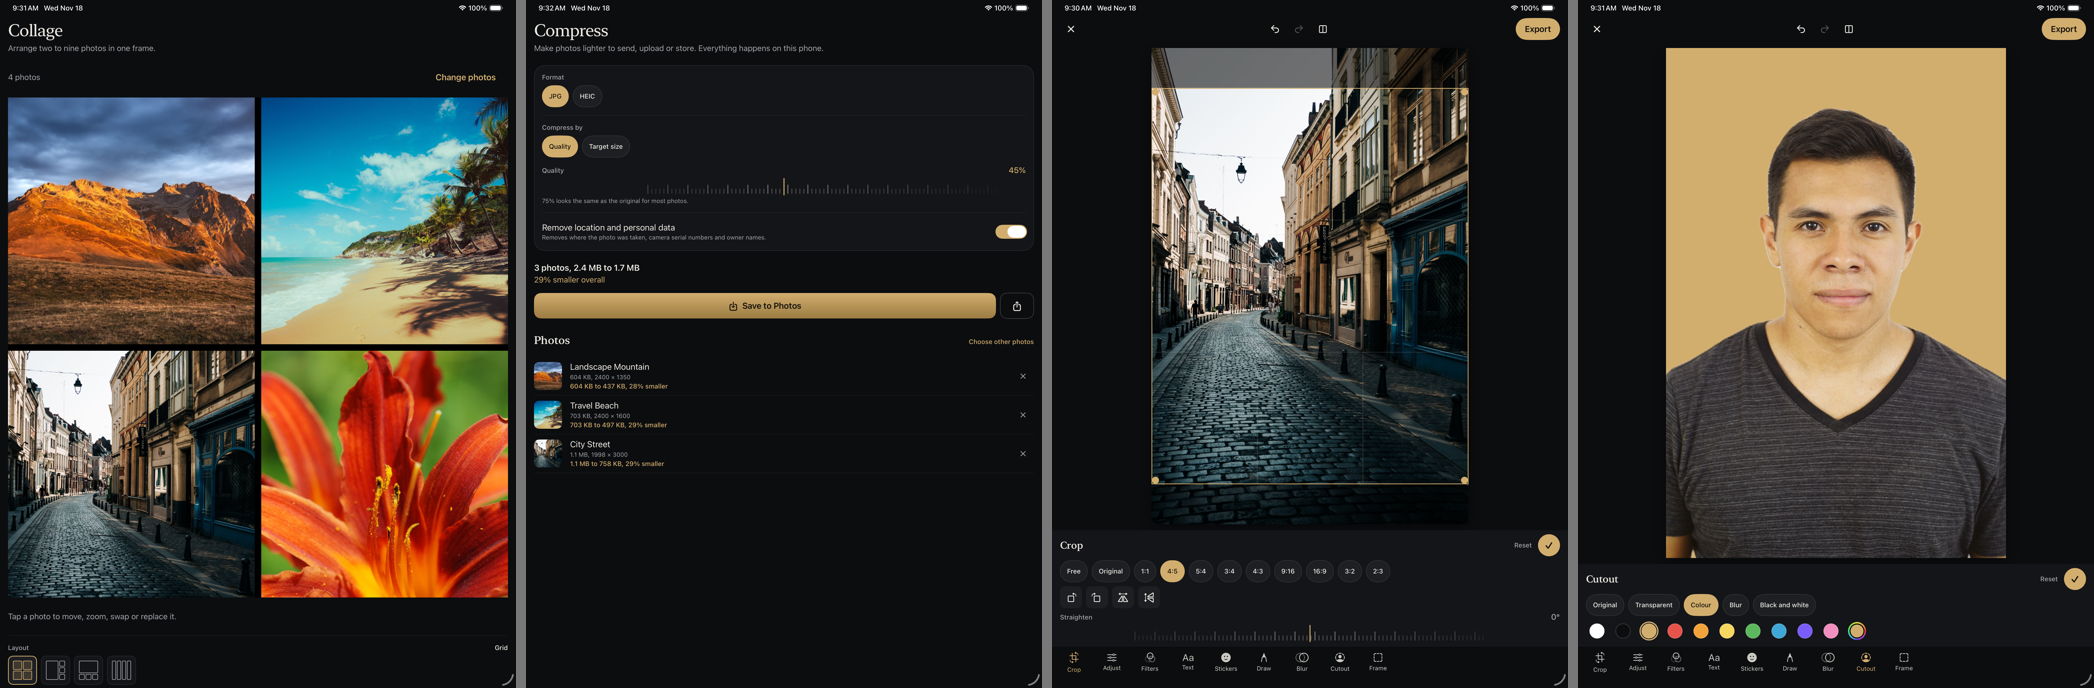 9:31 AM Wed Nov 18
100%
Collage
Arrange two to nine photos in one frame.
4 photos
Change photos
Tap a photo to move, zoom, swap or replace it.
Layout
Grid
9:32 AM Wed Nov 18
100%
Compress
Make photos lighter to send, upload or store. Everything happens on this phone.
Format
JPG HEIC
Compress by
Quality Target size
Quality 45%
75% looks the same as the original for most photos.
Remove location and personal data
Removes where the photo was taken, camera serial numbers and owner names.
3 photos, 2.4 MB to 1.7 MB
29% smaller overall
Save to Photos
Photos
Choose other photos
Landscape Mountain
604 KB, 2400 × 1350
604 KB to 437 KB, 28% smaller
Travel Beach
703 KB, 2400 × 1600
703 KB to 497 KB, 29% smaller
City Street
1.1 MB, 1998 × 3000
1.1 MB to 758 KB, 29% smaller
9:30 AM Wed Nov 18
100%
Export
Crop
Reset
Free Original 1:1 4:5 5:4 3:4 4:3 9:16 16:9 3:2 2:3
Straighten 0°
Crop Adjust Filters Text Stickers Draw Blur Cutout Frame
Aa
9:31 AM Wed Nov 18
100%
Export
Cutout
Reset
Original Transparent Colour Blur Black and white
Aa
Crop Adjust Filters Text Stickers Draw Blur Cutout Frame